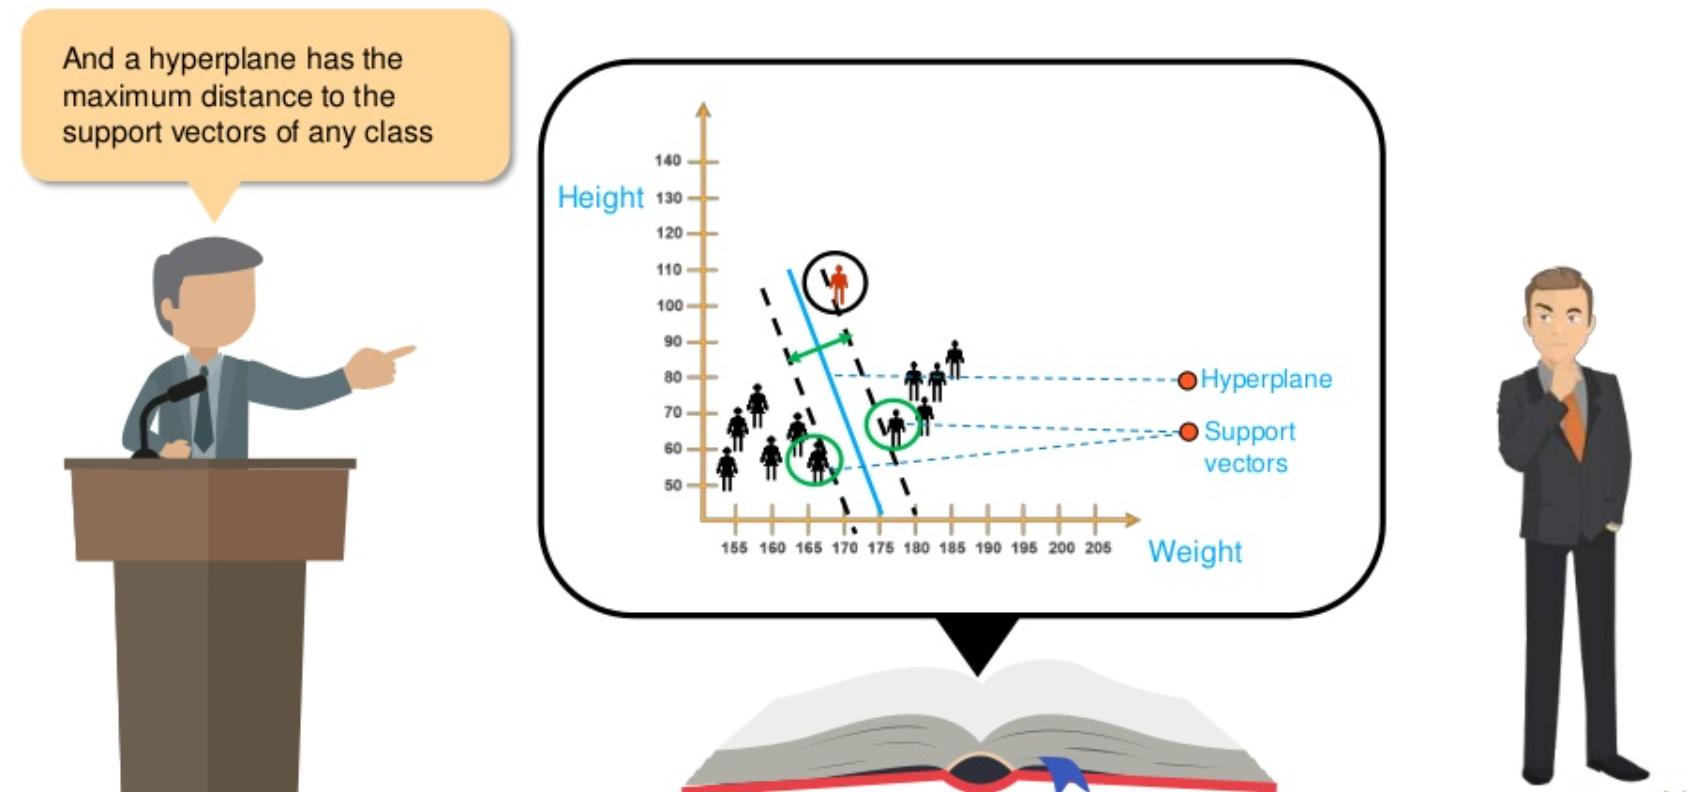 And a hyperplane has the
maximum distance to the
support vectors of any class
Height
140
130
120
110
100
90
80
70
60
50
155 160 165 170 175 180 185 190 195 200 205
Weight
Hyperplane
Support
vectors